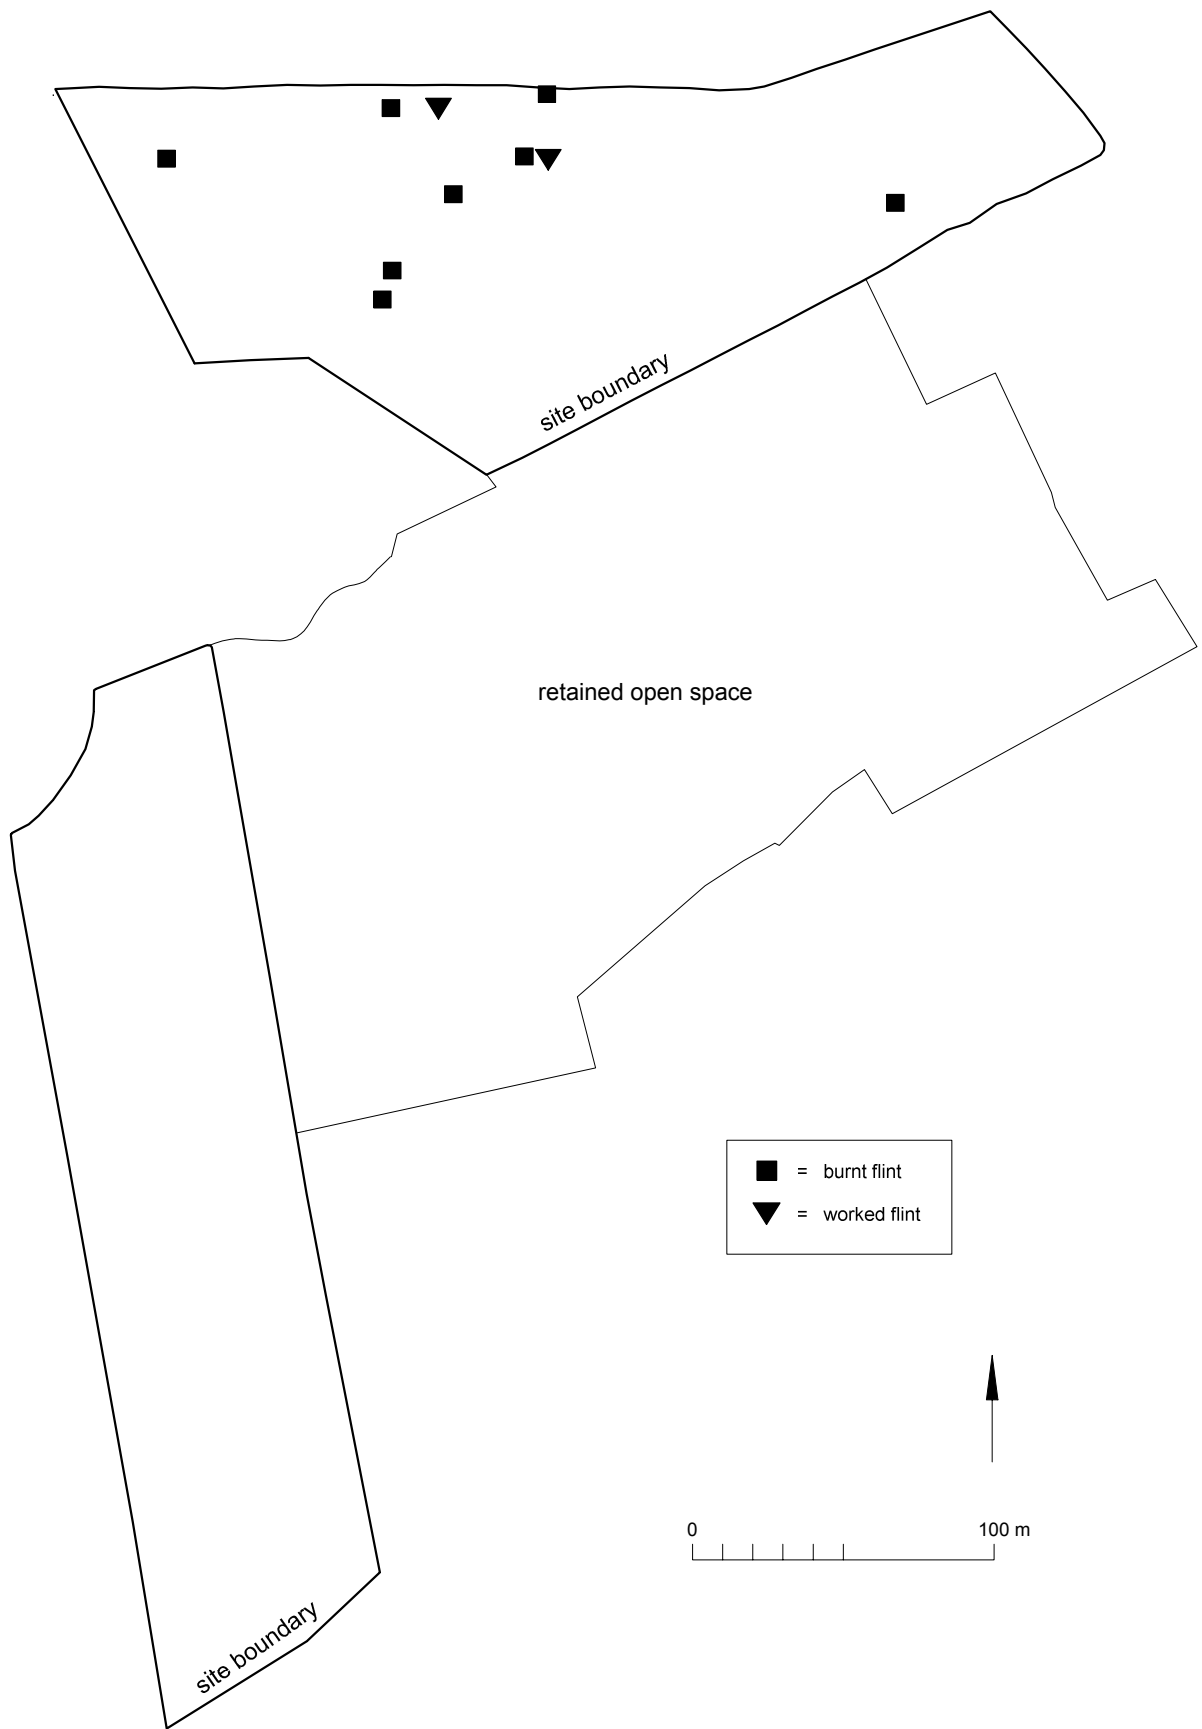 site boundary
retained open space
= burnt flint
= worked flint
0 100 m
site boundary